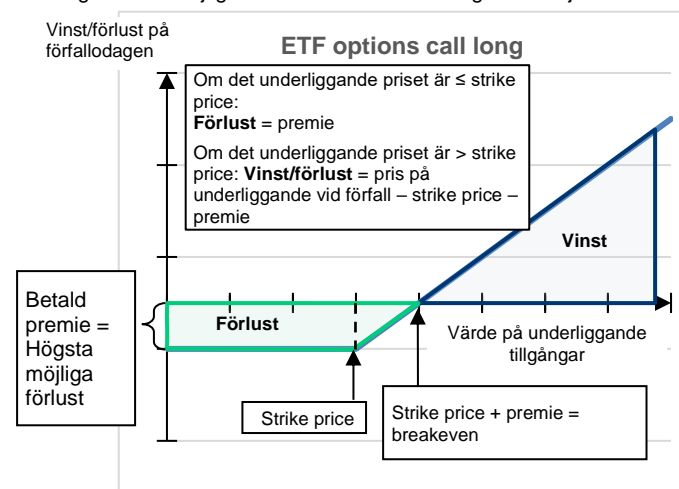 Vinst/förlust på
förfallodagen
ETF options call long
Om det underliggande priset är ≤ strike
price:
Förlust = premie
Om det underliggande priset är > strike
price: Vinst/förlust = pris på
underliggande vid förfall – strike price –
premie
Vinst
Betald
premie =
Högsta
möjliga
förlust
Förlust
Värde på underliggande
tillgångar
Strike price
Strike price + premie =
breakeven